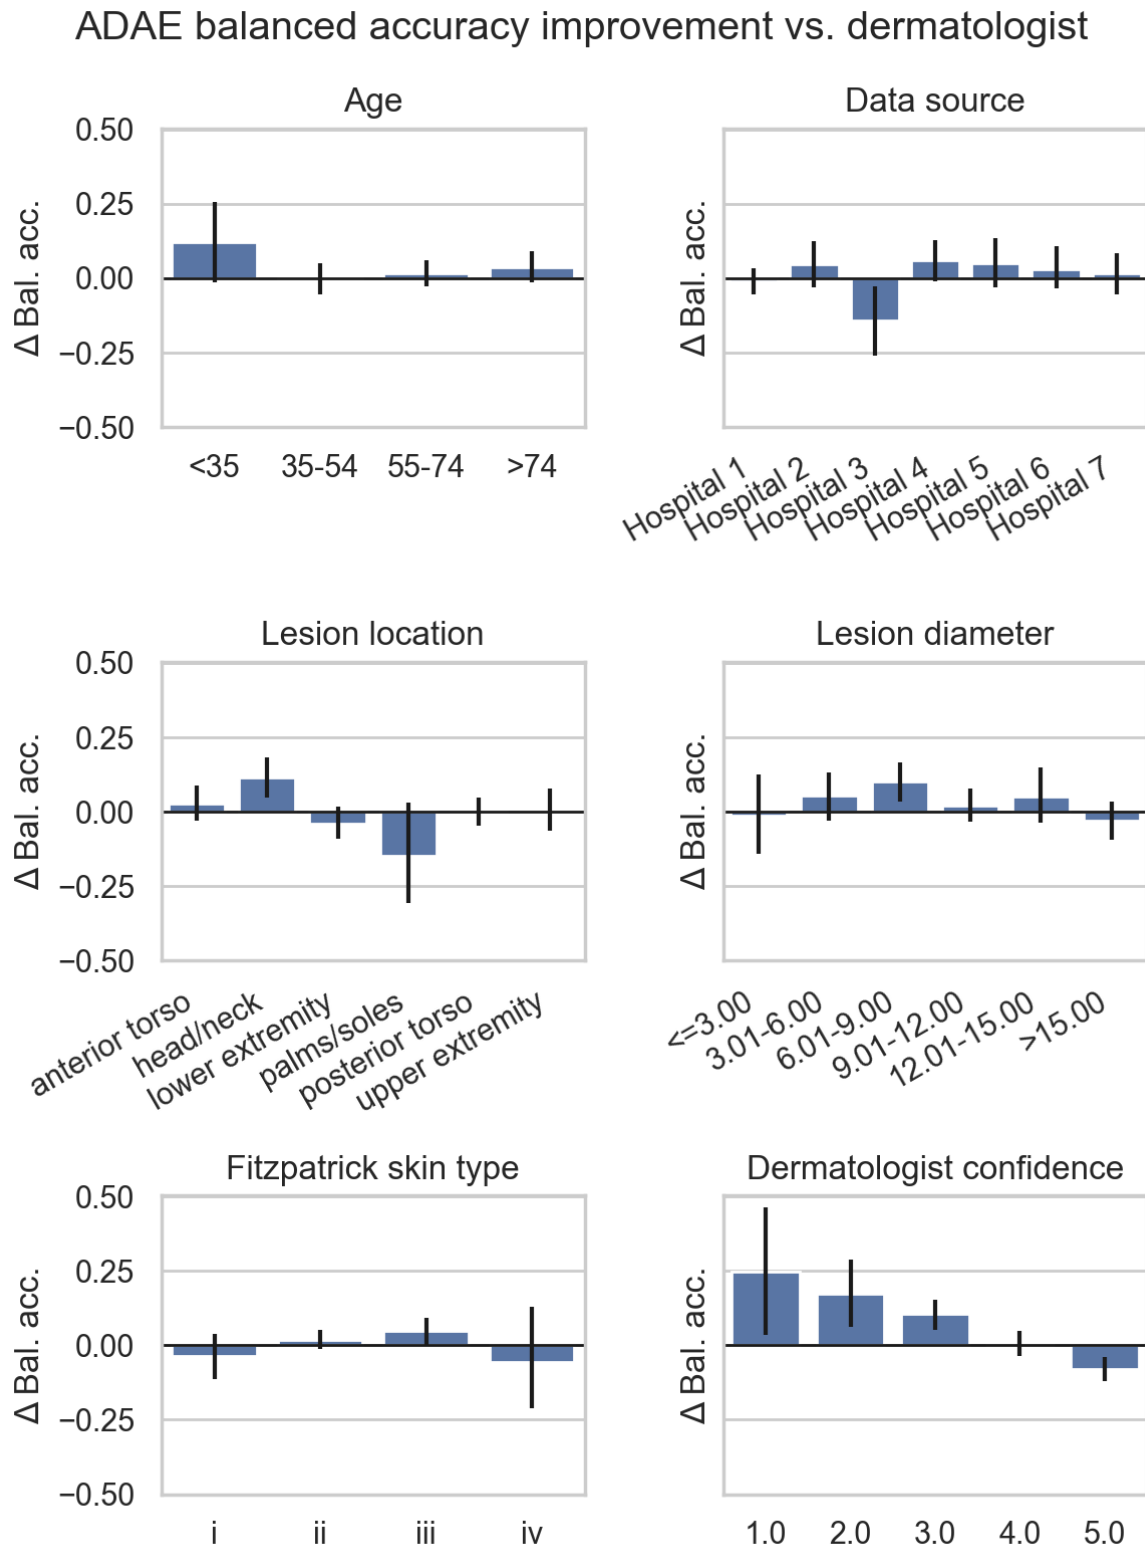 ADAE balanced accuracy improvement vs. dermatologist
Age
Δ Bal. acc.
0.50
0.25
0.00
−0.25
−0.50
<35 35-54 55-74 >74
Data source
Δ Bal. acc.
Hospital 1
Hospital 2
Hospital 3
Hospital 4
Hospital 5
Hospital 6
Hospital 7
Lesion location
Δ Bal. acc.
0.50
0.25
0.00
−0.25
−0.50
anterior torso
head/neck
lower extremity
palms/soles
posterior torso
upper extremity
Lesion diameter
Δ Bal. acc.
<=3.00
3.01-6.00
6.01-9.00
9.01-12.00
12.01-15.00
>15.00
Fitzpatrick skin type
Δ Bal. acc.
0.50
0.25
0.00
−0.25
−0.50
i ii iii iv
Dermatologist confidence
Δ Bal. acc.
1.0 2.0 3.0 4.0 5.0